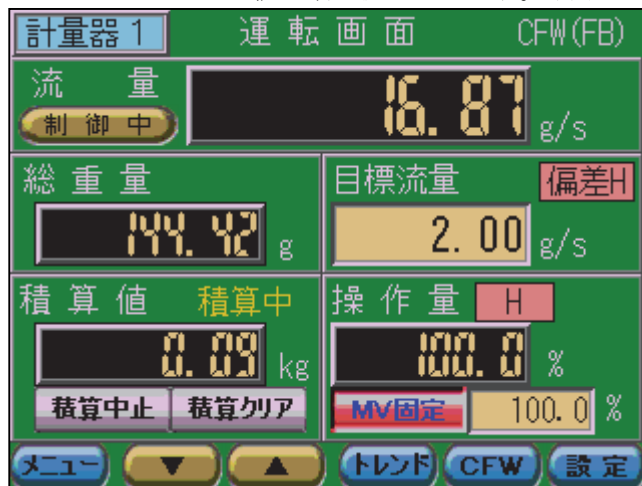 計量器 1 運 転 画 面 CFW(FB)
流 量 16.87 g/s
制 御 中
総 重 量 144.42 g
目標流量 偏差H
2.00 g/s
積 算 値 積算中
0.09 kg
積算中止 積算クリア
操 作 量 H
100.0 %
MV固定 100.0 %
メニュー ▼ ▲ トレンド CFW 設 定